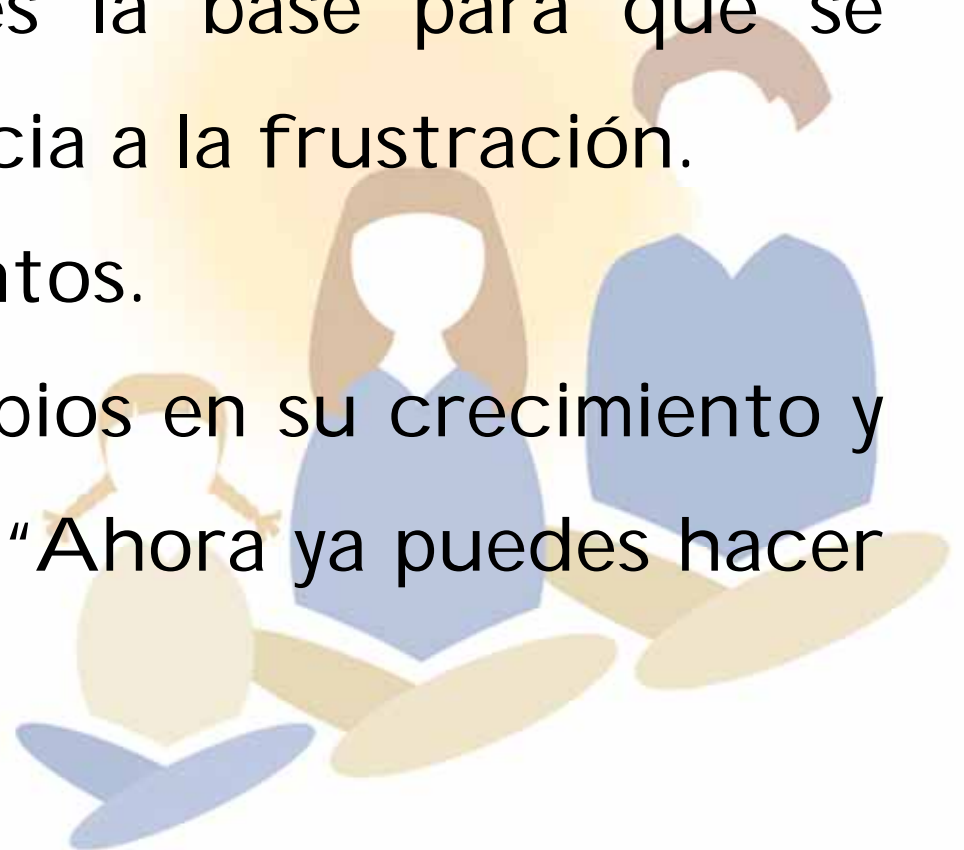 es la base para que se
cia a la frustración.
ntos.
bios en su crecimiento y
“Ahora ya puedes hacer